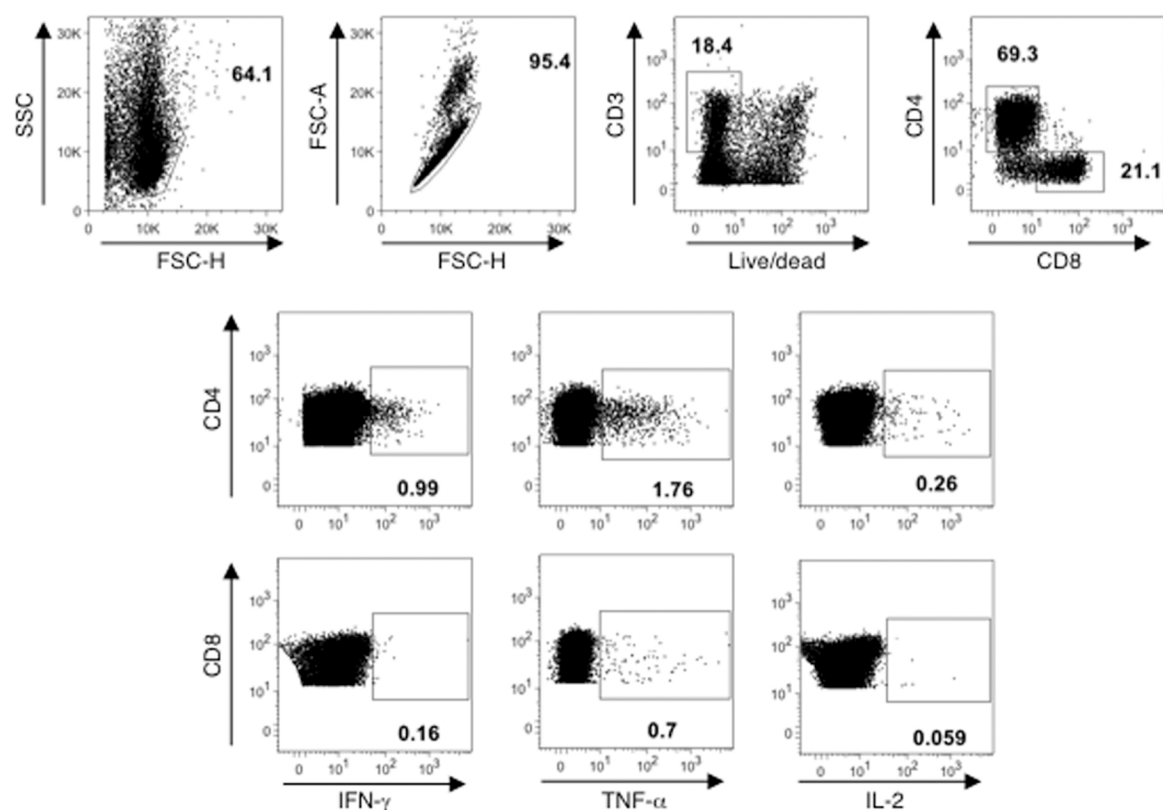 SSC
30K
20K
10K
0
64.1
0 10K 20K 30K
FSC-H
FSC-A
30K
20K
10K
0
95.4
0 10K 20K 30K
FSC-H
CD3
10³
10²
10¹
0
18.4
0 10¹ 10² 10³
Live/dead
CD4
10³
10²
10¹
0
69.3
21.1
0 10¹ 10² 10³
CD8
CD4
10³
10²
10¹
0
0.99
0 10¹ 10² 10³
10³
10²
10¹
0
1.76
0 10¹ 10² 10³
10³
10²
10¹
0
0.26
0 10¹ 10² 10³
CD8
10³
10²
10¹
0
0.16
0 10¹ 10² 10³
IFN-γ
10³
10²
10¹
0
0.7
0 10¹ 10² 10³
TNF-α
10³
10²
10¹
0
0.059
0 10¹ 10² 10³
IL-2